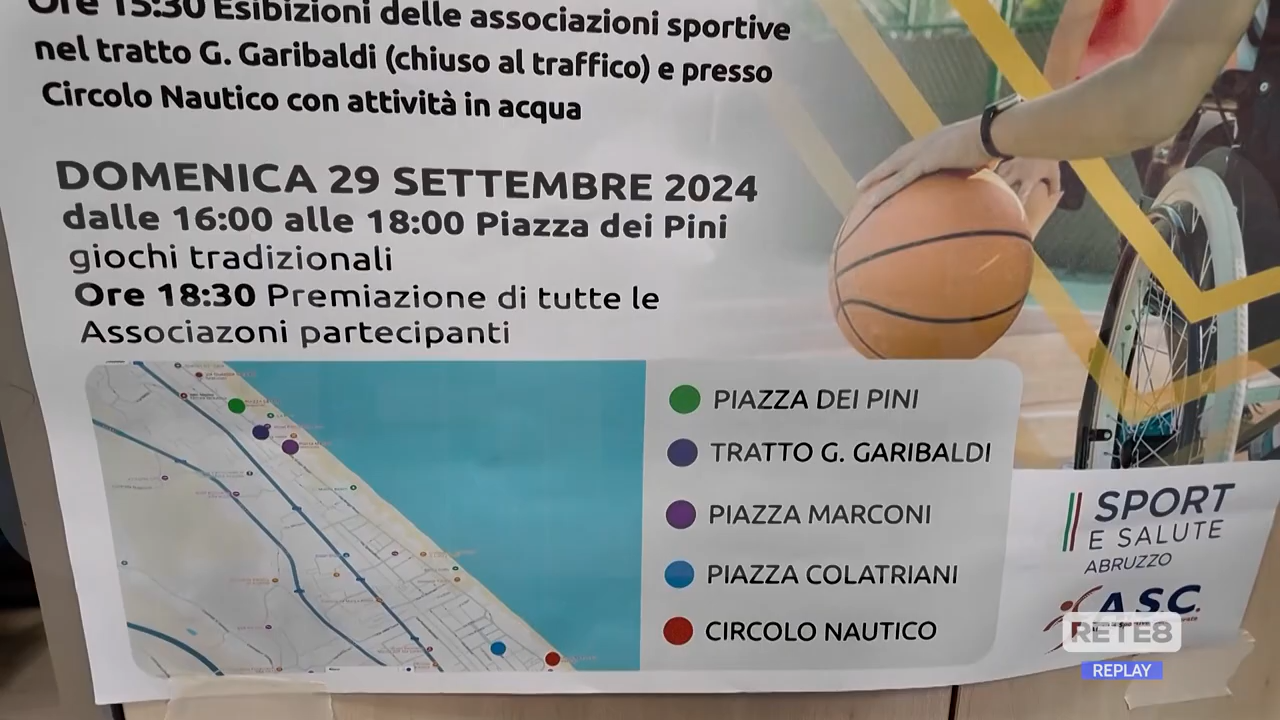 Ore 15:30 Esibizioni delle associazioni sportive
nel tratto G. Garibaldi (chiuso al traffico) e presso
Circolo Nautico con attività in acqua
DOMENICA 29 SETTEMBRE 2024
dalle 16:00 alle 18:00 Piazza dei Pini
giochi tradizionali
Ore 18:30 Premiazione di tutte le
Associazoni partecipanti
PIAZZA DEI PINI
TRATTO G. GARIBALDI
PIAZZA MARCONI
PIAZZA COLATRIANI
CIRCOLO NAUTICO
SPORT
E SALUTE
ABRUZZO
A.S.C.
RETE8
REPLAY